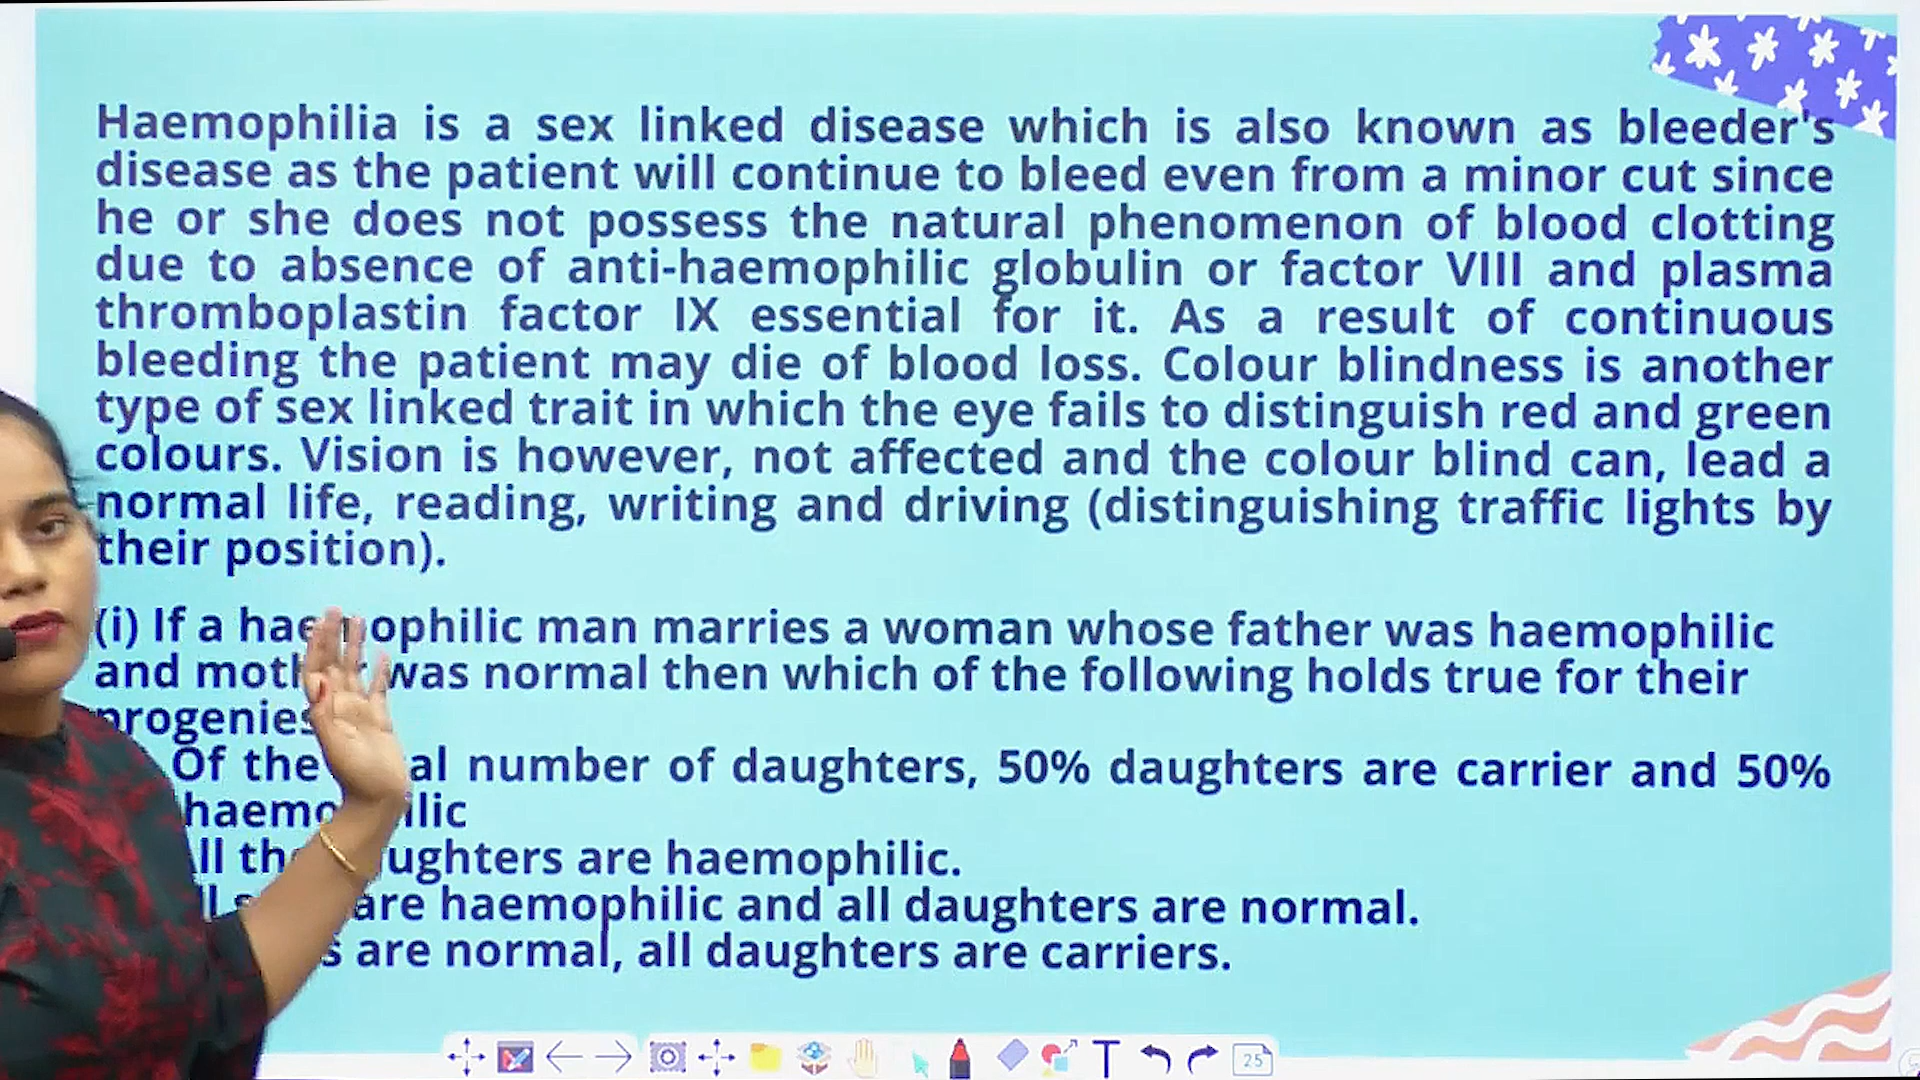 Haemophilia is a sex linked disease which is also known as bleeder's
disease as the patient will continue to bleed even from a minor cut since
he or she does not possess the natural phenomenon of blood clotting
due to absence of anti-haemophilic globulin or factor VIII and plasma
thromboplastin factor IX essential for it. As a result of continuous
bleeding the patient may die of blood loss. Colour blindness is another
type of sex linked trait in which the eye fails to distinguish red and green
colours. Vision is however, not affected and the colour blind can, lead a
normal life, reading, writing and driving (distinguishing traffic lights by
their position).
(i) If a haemophilic man marries a woman whose father was haemophilic
and mother was normal then which of the following holds true for their
progenies
Of the number of daughters, 50% daughters are carrier and 50%
haemophilic
All the daughters are haemophilic.
are haemophilic and all daughters are normal.
are normal, all daughters are carriers.
25